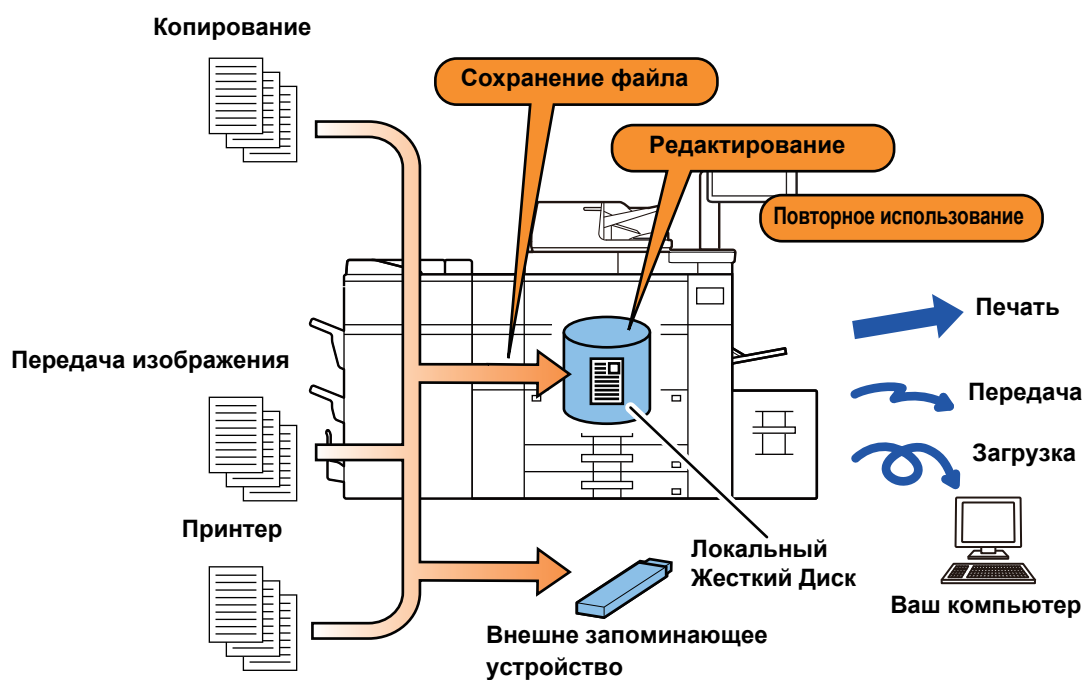 Копирование
Сохранение файла
Редактирование
Повторное использование
Печать
Передача изображения
Передача
Загрузка
Принтер
Локальный
Жесткий Диск
Ваш компьютер
Внешне запоминающее
устройство